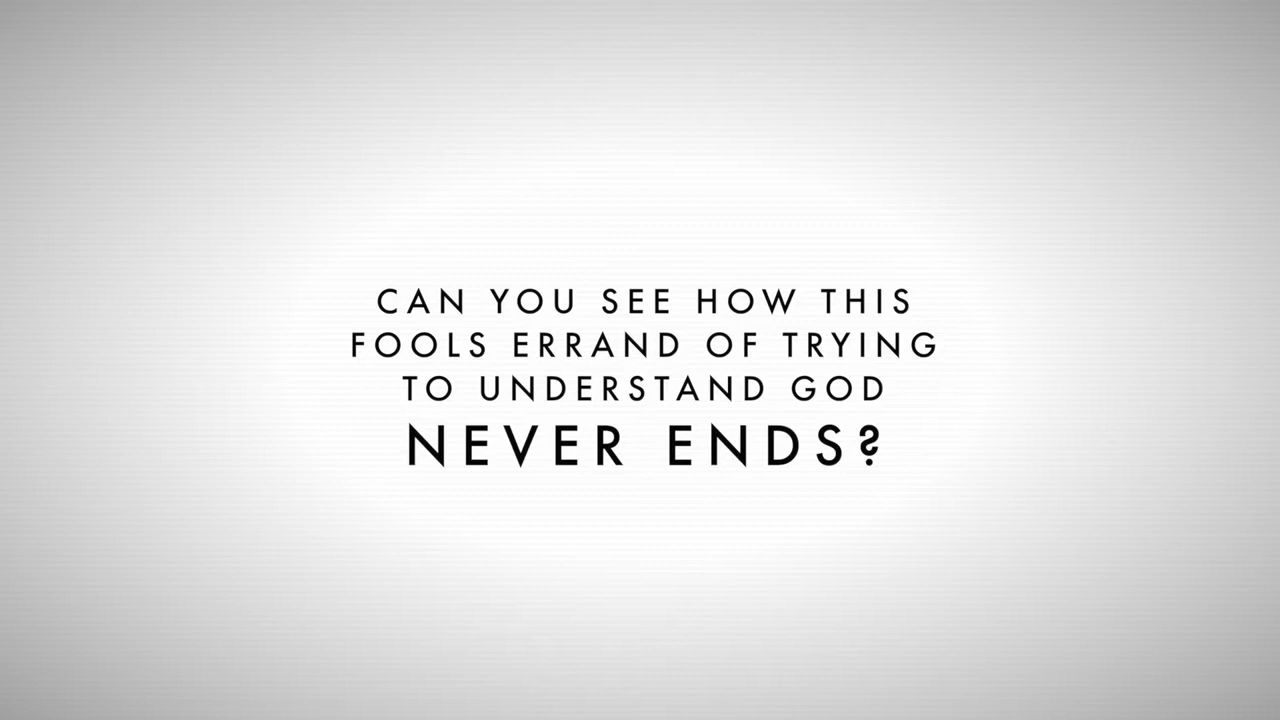 CAN YOU SEE HOW THIS
FOOLS ERRAND OF TRYING
TO UNDERSTAND GOD
NEVER ENDS?